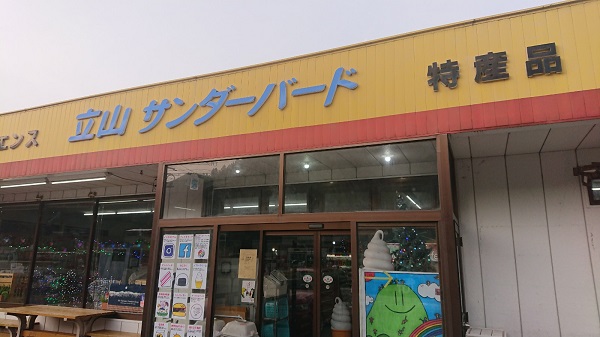 エンス 立山 サンダーバード 特産品